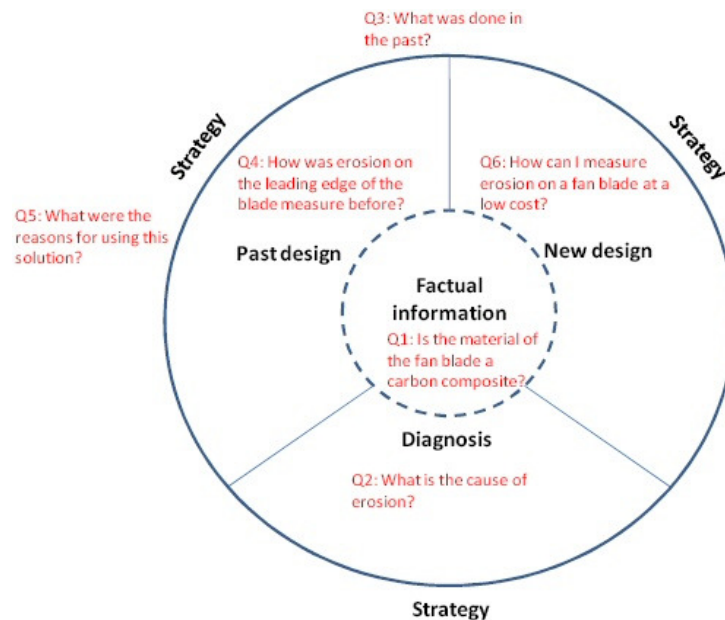 Q3: What was done in
the past?
Strategy
Strategy
Q4: How was erosion on
the leading edge of the
blade measure before?
Q6: How can I measure
erosion on a fan blade at a
low cost?
Q5: What were the
reasons for using this
solution?
Past design
New design
Factual
information
Q1: Is the material of
the fan blade a
carbon composite?
Diagnosis
Q2: What is the cause of
erosion?
Strategy